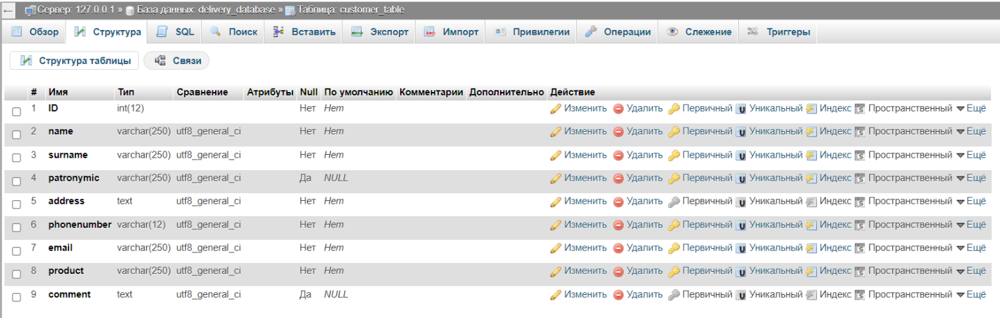 Сервер: 127.0.0.1 » База данных: delivery_database » Таблица: customer_table
Обзор Структура SQL Поиск Вставить Экспорт Импорт Привилегии Операции Слежение Триггеры
Структура таблицы Связи
# Имя Тип Сравнение Атрибуты Null По умолчанию Комментарии Дополнительно Действие
1 ID int(12) Нет Нет Изменить Удалить Первичный Уникальный Индекс Пространственный Ещё
2 name varchar(250) utf8_general_ci Нет Нет Изменить Удалить Первичный Уникальный Индекс Пространственный Ещё
3 surname varchar(250) utf8_general_ci Нет Нет Изменить Удалить Первичный Уникальный Индекс Пространственный Ещё
4 patronymic varchar(250) utf8_general_ci Да NULL Изменить Удалить Первичный Уникальный Индекс Пространственный Ещё
5 address text utf8_general_ci Нет Нет Изменить Удалить Первичный Уникальный Индекс Пространственный Ещё
6 phonenumber varchar(12) utf8_general_ci Нет Нет Изменить Удалить Первичный Уникальный Индекс Пространственный Ещё
7 email varchar(250) utf8_general_ci Нет Нет Изменить Удалить Первичный Уникальный Индекс Пространственный Ещё
8 product varchar(250) utf8_general_ci Нет Нет Изменить Удалить Первичный Уникальный Индекс Пространственный Ещё
9 comment text utf8_general_ci Да NULL Изменить Удалить Первичный Уникальный Индекс Пространственный Ещё